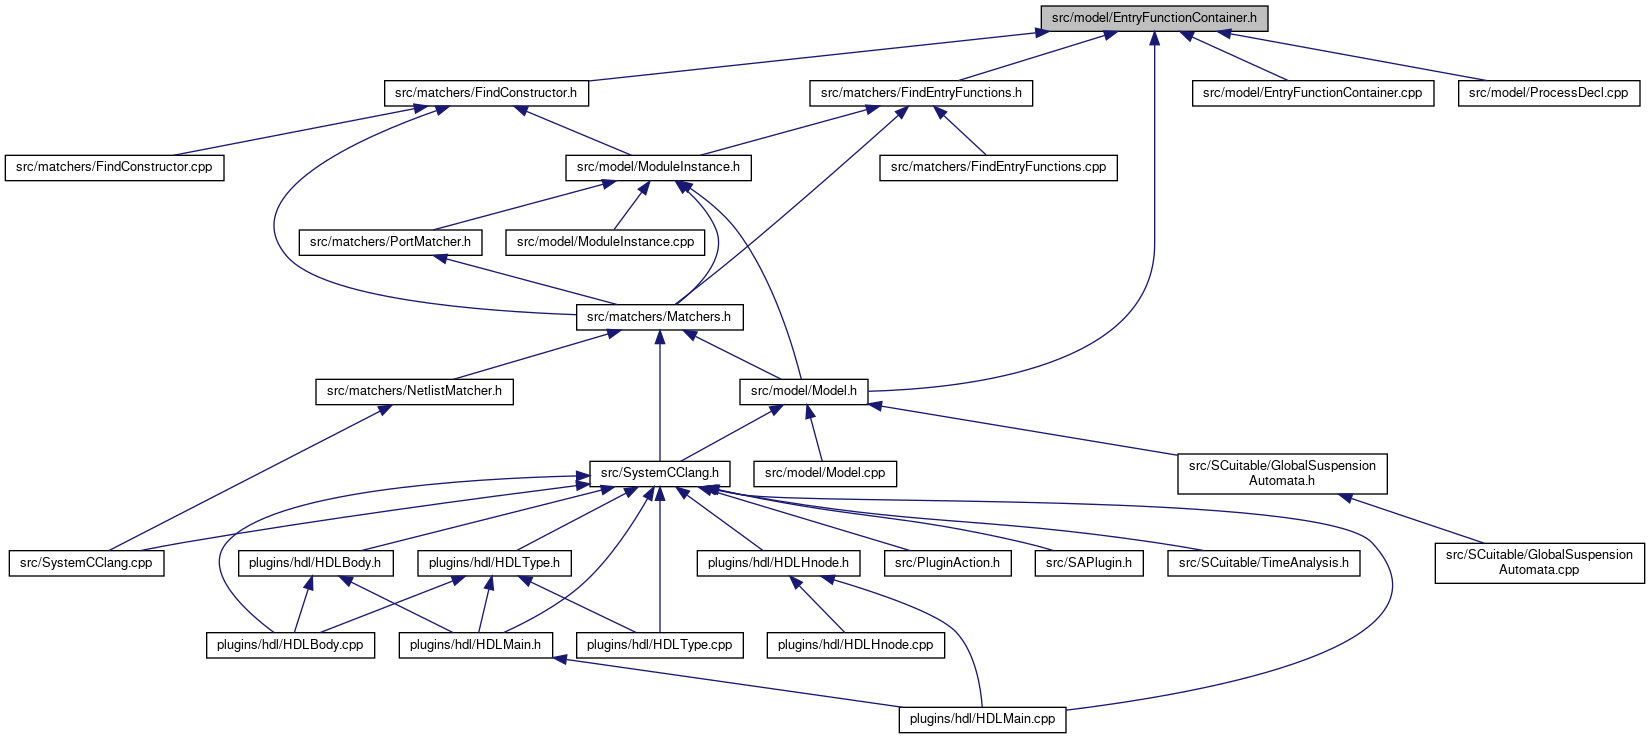 src/model/EntryFunctionContainer.h
src/matchers/FindConstructor.h
src/matchers/FindEntryFunctions.h
src/model/EntryFunctionContainer.cpp
src/model/ProcessDecl.cpp
src/matchers/FindConstructor.cpp
src/model/ModuleInstance.h
src/matchers/FindEntryFunctions.cpp
src/matchers/PortMatcher.h
src/model/ModuleInstance.cpp
src/matchers/Matchers.h
src/matchers/NetlistMatcher.h
src/model/Model.h
src/SystemCClang.h
src/model/Model.cpp
src/SCuitable/GlobalSuspension
Automata.h
src/SystemCClang.cpp
plugins/hdl/HDLBody.h
plugins/hdl/HDLType.h
plugins/hdl/HDLHnode.h
src/PluginAction.h
src/SAPlugin.h
src/SCuitable/TimeAnalysis.h
src/SCuitable/GlobalSuspension
Automata.cpp
plugins/hdl/HDLBody.cpp
plugins/hdl/HDLMain.h
plugins/hdl/HDLType.cpp
plugins/hdl/HDLHnode.cpp
plugins/hdl/HDLMain.cpp